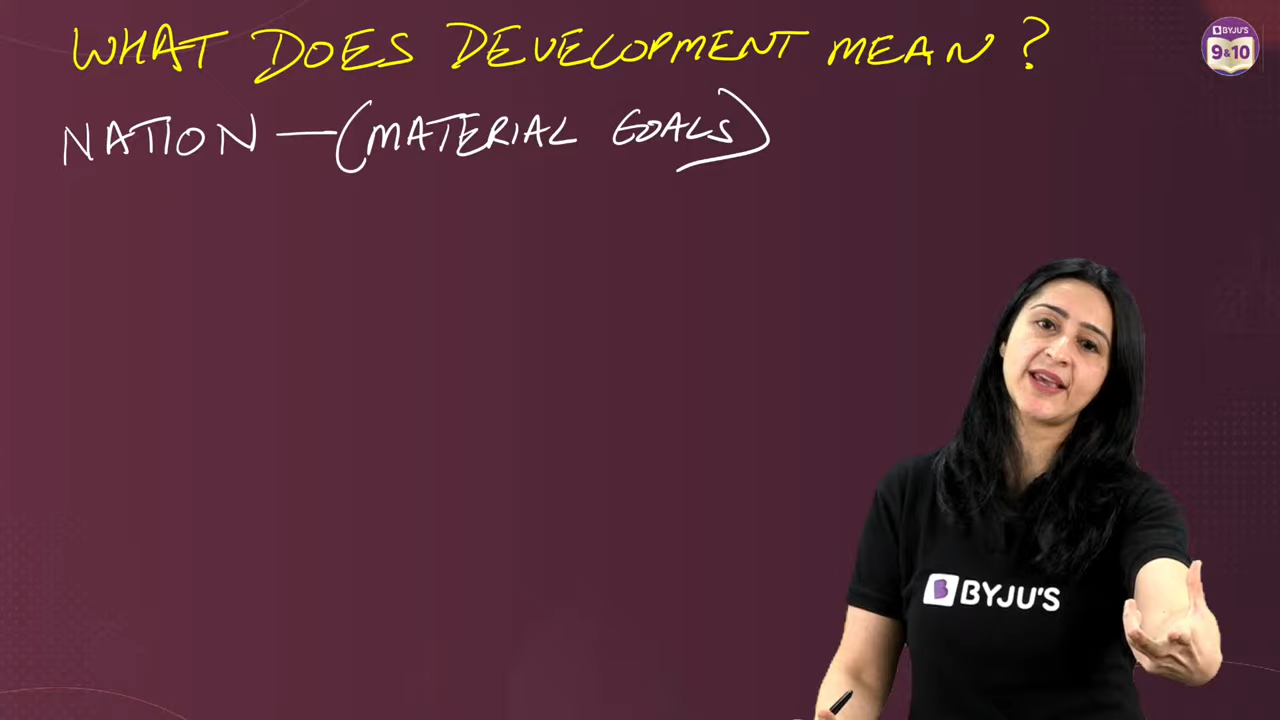 WHAT DOES DEVELOPMENT MEAN ?
BYJU'S
9&10
NATION — (MATERIAL GOALS)
B BYJU'S